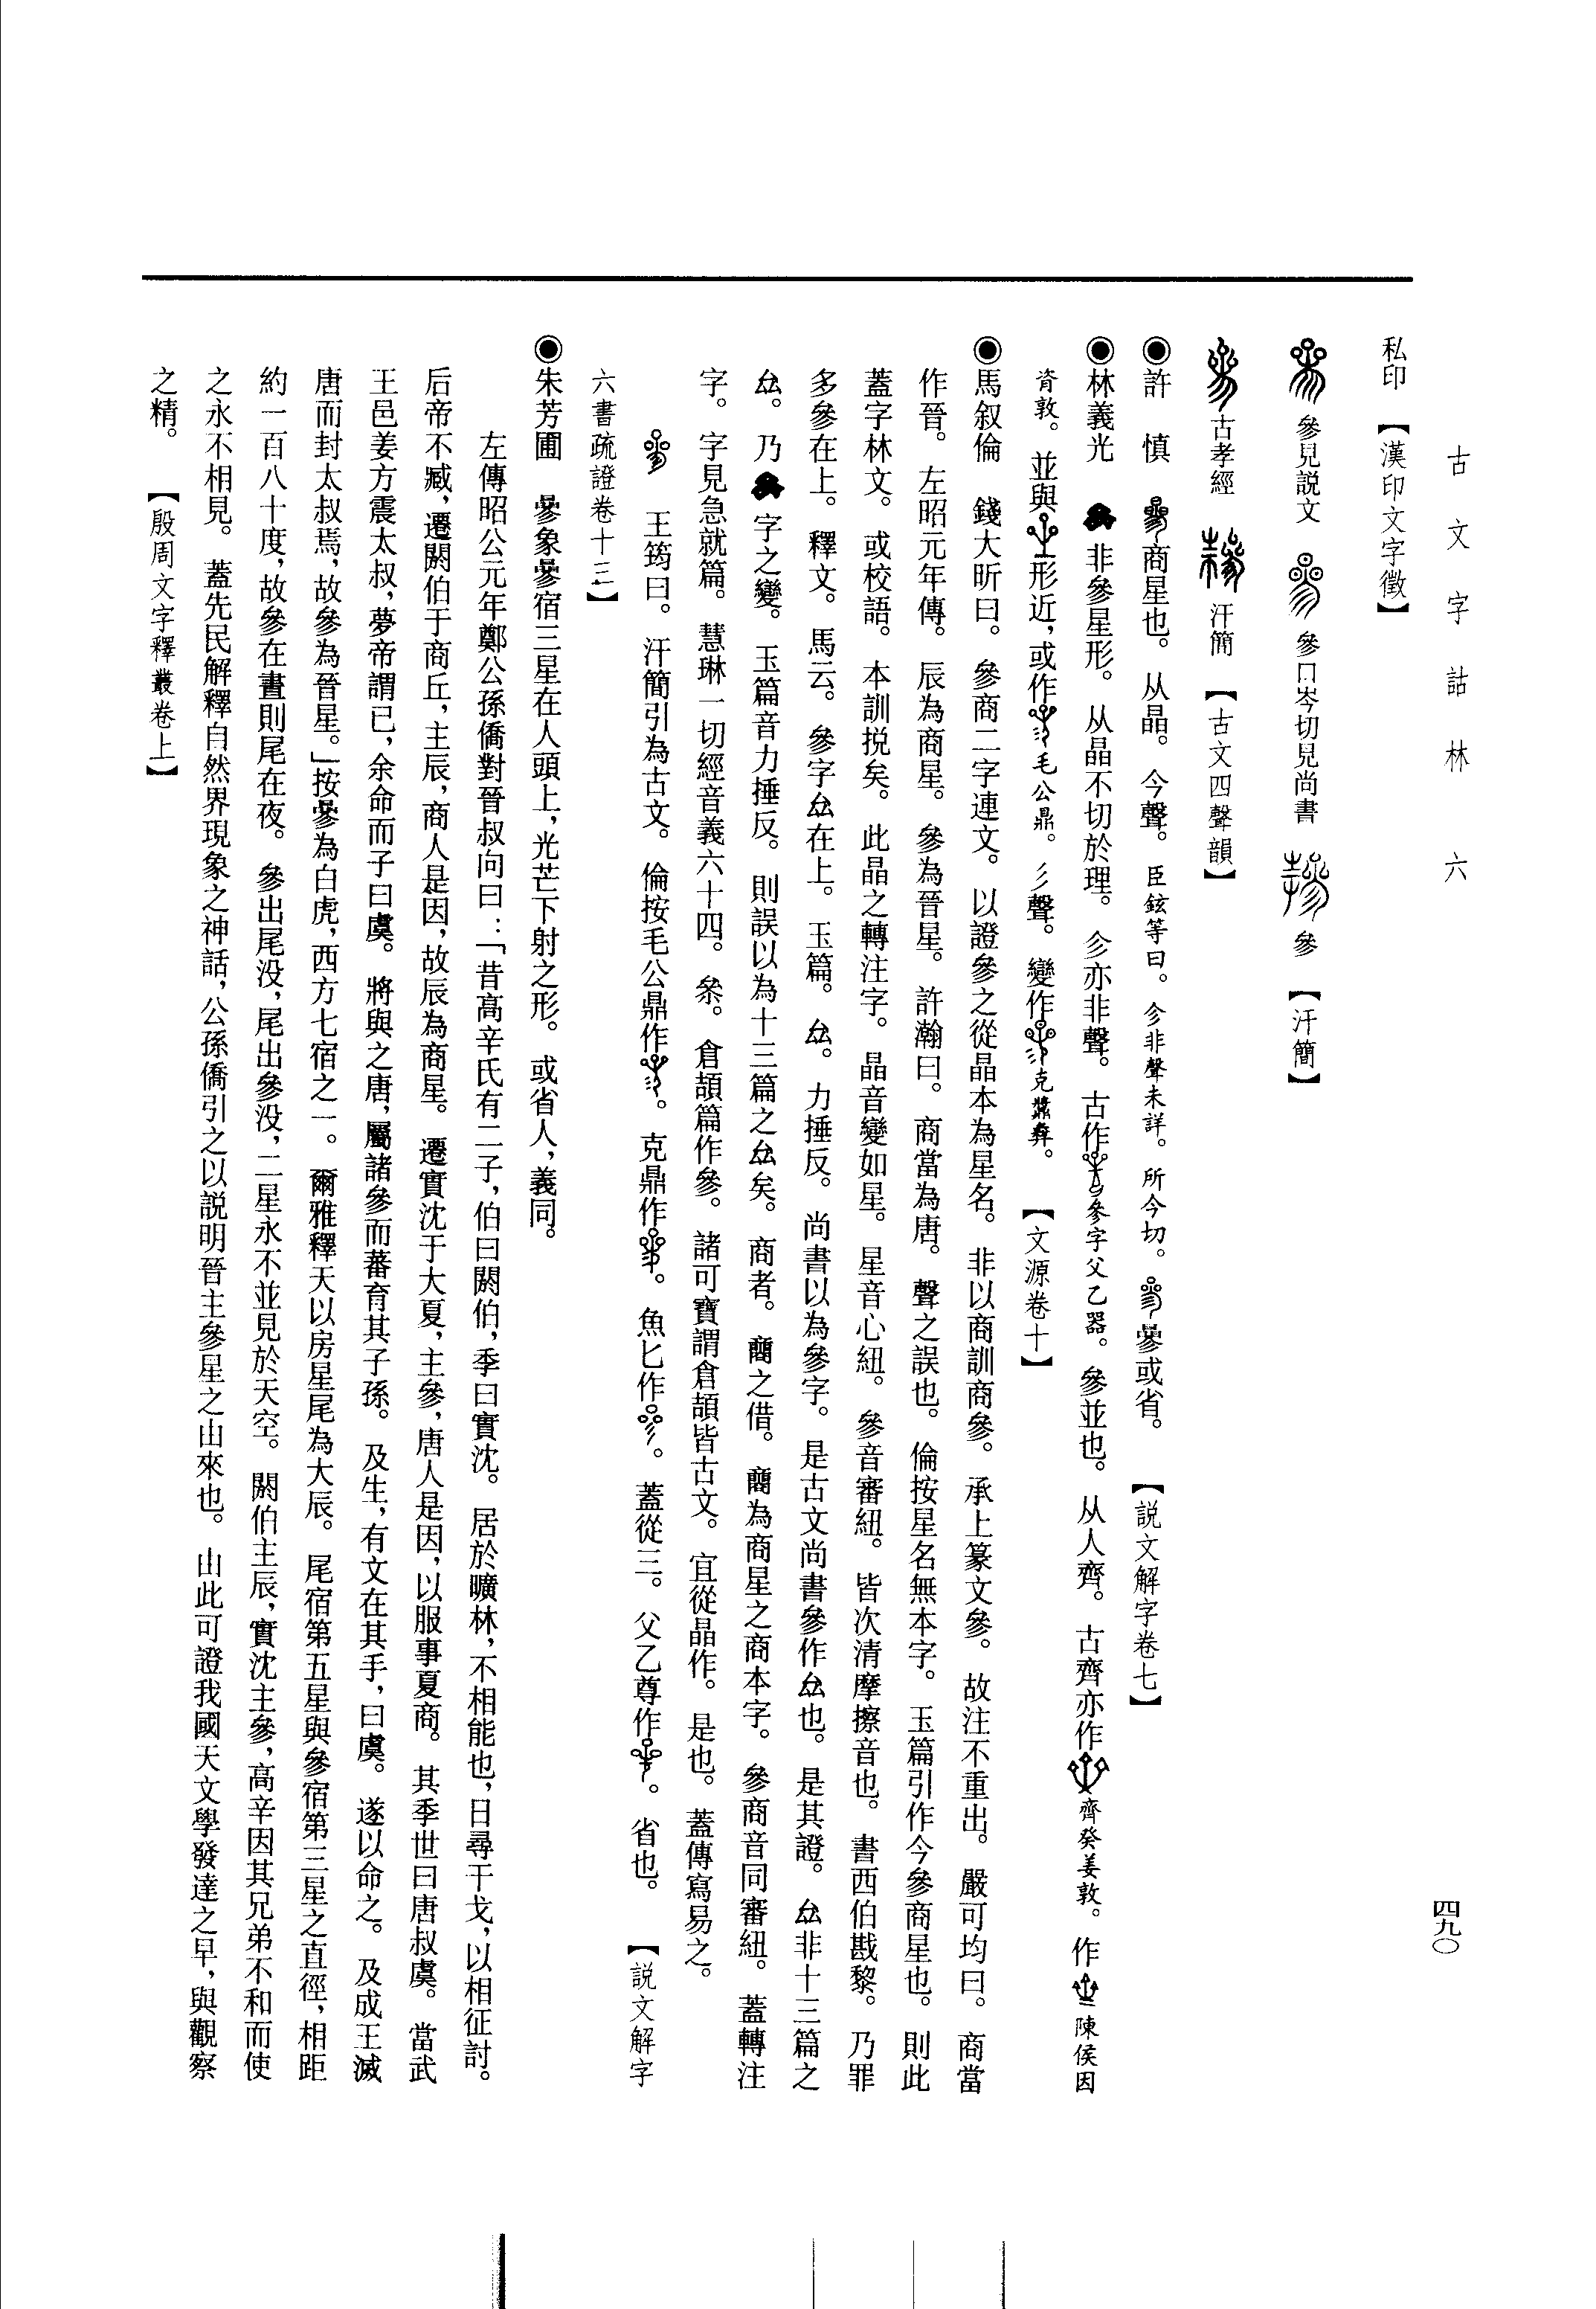 古文字詁林 六
四九〇
私印【漢印文字徵】
參見説文 參口岑切見尚書 參【汗簡】
古孝經 汗簡【古文四聲韻】
◉許 慎 曑商星也。从晶。㐱聲。臣鉉等曰。㐱非聲未詳。所今切。曑或省。【説文解字卷七】
◉林義光 非參星形。从晶不切於理。㐱亦非聲。古作參字父乙器。參並也。从人齊。古齊亦作齊癸姜敦。作陳侯因
資敦。並與形近,或作毛公鼎。彡聲。變作克鼎彝。【文源卷十】
◉馬叙倫 錢大昕曰。參商二字連文。以證參之從晶本為星名。非以商訓參。承上篆文參。故注不重出。嚴可均曰。商當
作晉。左昭元年傳。辰為商星。參為晉星。許瀚曰。商當為唐。聲之誤也。倫按星名無本字。玉篇引作今參商星也。則此
蓋字林文。或校語。本訓挩矣。此晶之轉注字。晶音變如星。星音心紐。參音審紐。皆次清摩擦音也。書西伯戡黎。乃罪
多參在上。釋文。馬云。參字厽在上。玉篇。厽。力捶反。尚書以為參字。是古文尚書參作厽也。是其證。厽非十三篇之
厽。乃字之變。玉篇音力捶反。則誤以為十三篇之厽矣。商者。之借。為商星之商本字。參商音同審紐。蓋轉注
字。字見急就篇。慧琳一切經音義六十四。叅。倉頡篇作參。諸可寶謂倉頡皆古文。宜從晶作。是也。蓋傳寫易之。
王筠曰。汗簡引為古文。倫按毛公鼎作。克鼎作。魚匕作。蓋從三。父乙尊作。省也。【説文解字
六書疏證卷十三】
◉朱芳圃 曑象曑宿三星在人頭上,光芒下射之形。或省人,義同。
左傳昭公元年鄭公孫僑對晉叔向曰:「昔高辛氏有二子,伯曰閼伯,季曰實沈。居於曠林,不相能也,日尋干戈,以相征討。
后帝不臧,遷閼伯于商丘,主辰,商人是因,故辰為商星。遷實沈于大夏,主參,唐人是因,以服事夏商。其季世曰唐叔虞。當武
王邑姜方震太叔,夢帝謂已,余命而子曰虞。將與之唐,屬諸參而蕃育其子孫。及生,有文在其手,曰虞。遂以命之。及成王滅
唐而封太叔焉,故參為晉星。」按曑為白虎,西方七宿之一。爾雅釋天以房星尾為大辰。尾宿第五星與參宿第三星之直徑,相距
約一百八十度,故參在晝則尾在夜。參出尾没,尾出參没,二星永不並見於天空。閼伯主辰,實沈主參,高辛因其兄弟不和而使
之永不相見。蓋先民解釋自然界現象之神話,公孫僑引之以説明晉主參星之由來也。由此可證我國天文學發達之早,與觀察
之精。【殷周文字釋叢卷上】